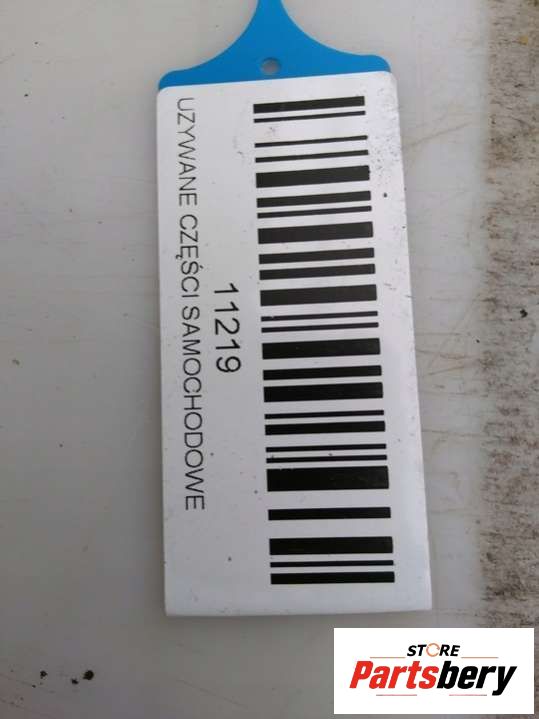 UZYWANE CZĘŚCI SAMOCHODOWE
11219
STORE
Partsbery